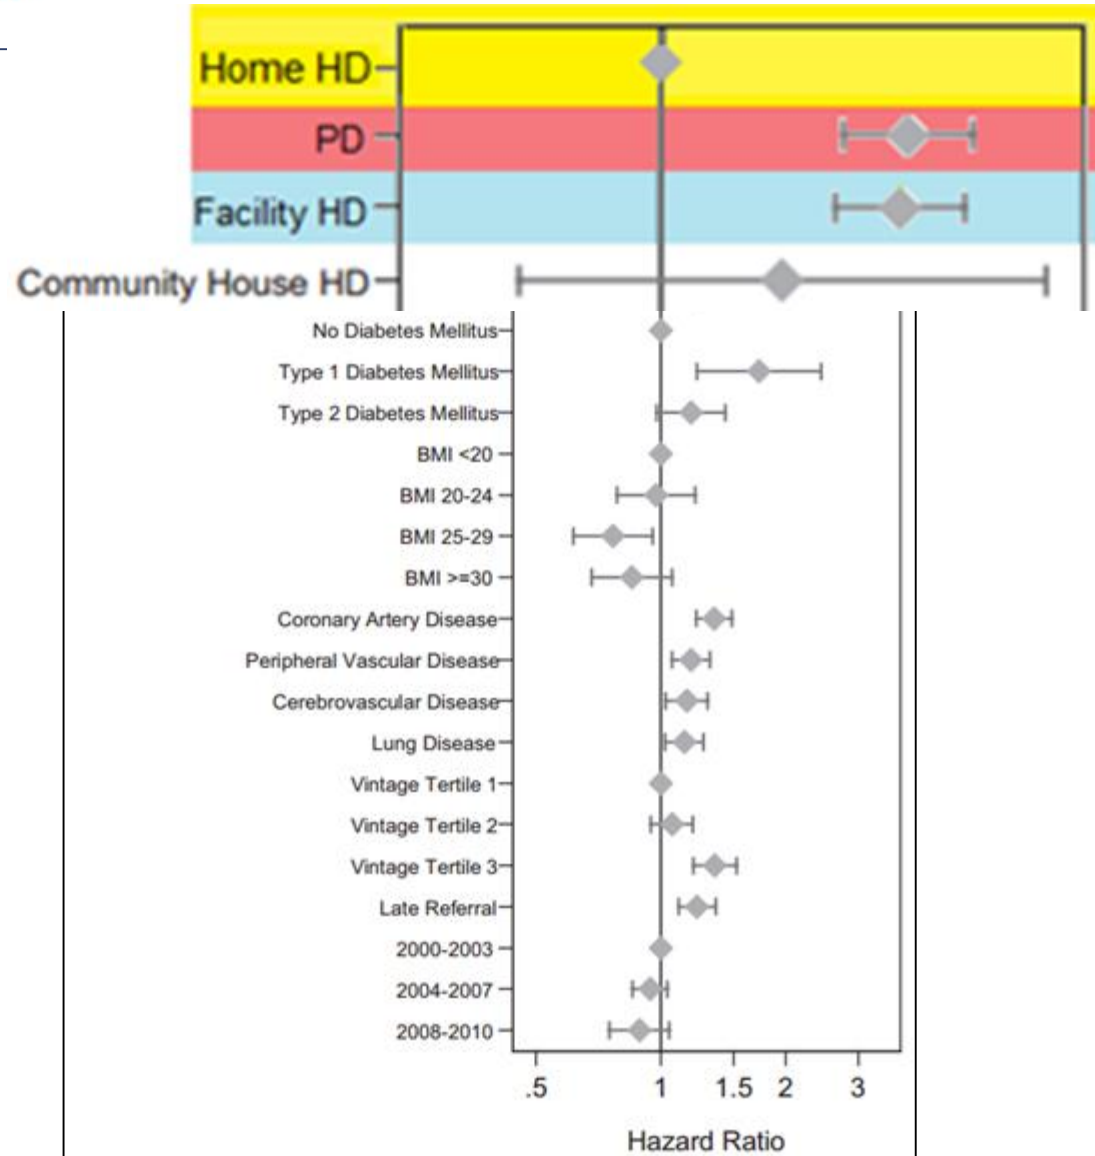 Home HD
PD
Facility HD
Community House HD
No Diabetes Mellitus
Type 1 Diabetes Mellitus
Type 2 Diabetes Mellitus
BMI <20
BMI 20-24
BMI 25-29
BMI >=30
Coronary Artery Disease
Peripheral Vascular Disease
Cerebrovascular Disease
Lung Disease
Vintage Tertile 1
Vintage Tertile 2
Vintage Tertile 3
Late Referral
2000-2003
2004-2007
2008-2010
.5 1 1.5 2 3
Hazard Ratio